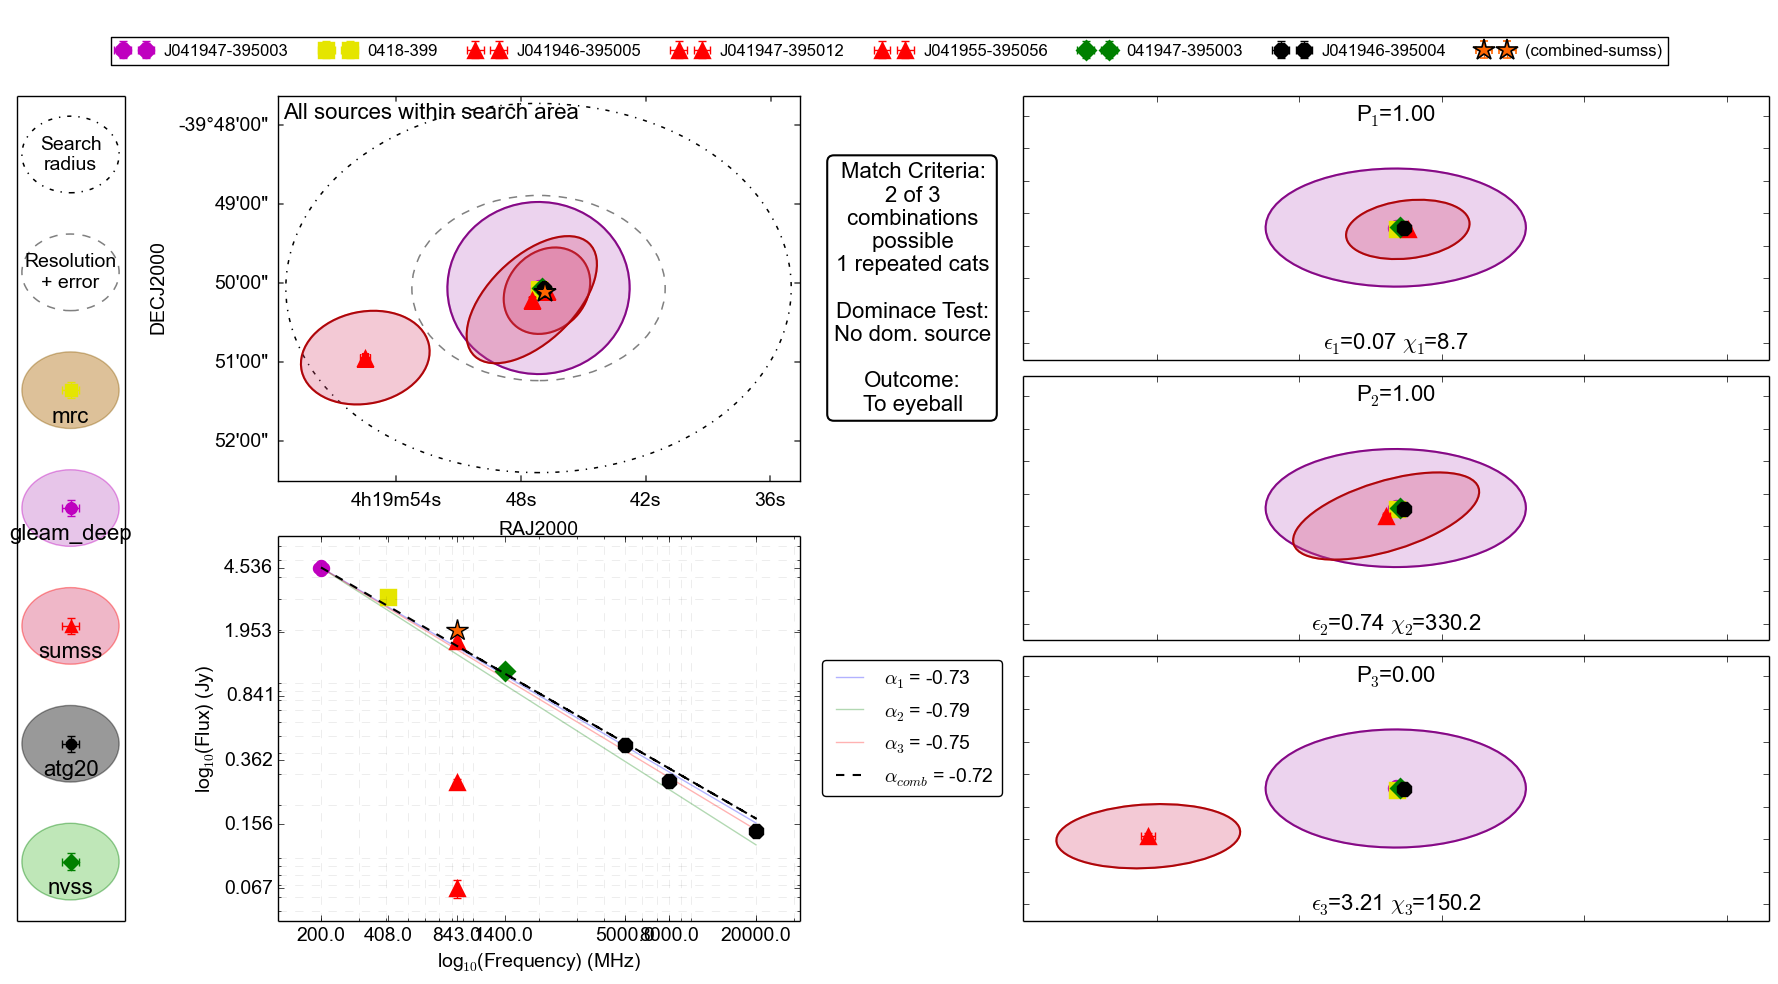 J041947-395003 0418-399 J041946-395005 J041947-395012 J041955-395056 041947-395003 J041946-395004 (combined-sumss)
Search
radius
Resolution
+ error
mrc
gleam_deep
sumss
atg20
nvss
All sources within search area
-39°48'00"
49'00"
50'00"
51'00"
52'00"
DECJ2000
4h19m54s 48s 42s 36s
RAJ2000
Match Criteria:
2 of 3
combinations
possible
1 repeated cats
Dominace Test:
No dom. source
Outcome:
To eyeball
4.536
1.953
0.841
0.362
0.156
0.067
log10(Flux) (Jy)
200.0 408.0 843.0 1400.0 5000.0 8000.0 20000.0
log10(Frequency) (MHz)
α1 = -0.73
α2 = -0.79
α3 = -0.75
αcomb = -0.72
P1=1.00
ϵ1=0.07 χ1=8.7
P2=1.00
ϵ2=0.74 χ2=330.2
P3=0.00
ϵ3=3.21 χ3=150.2